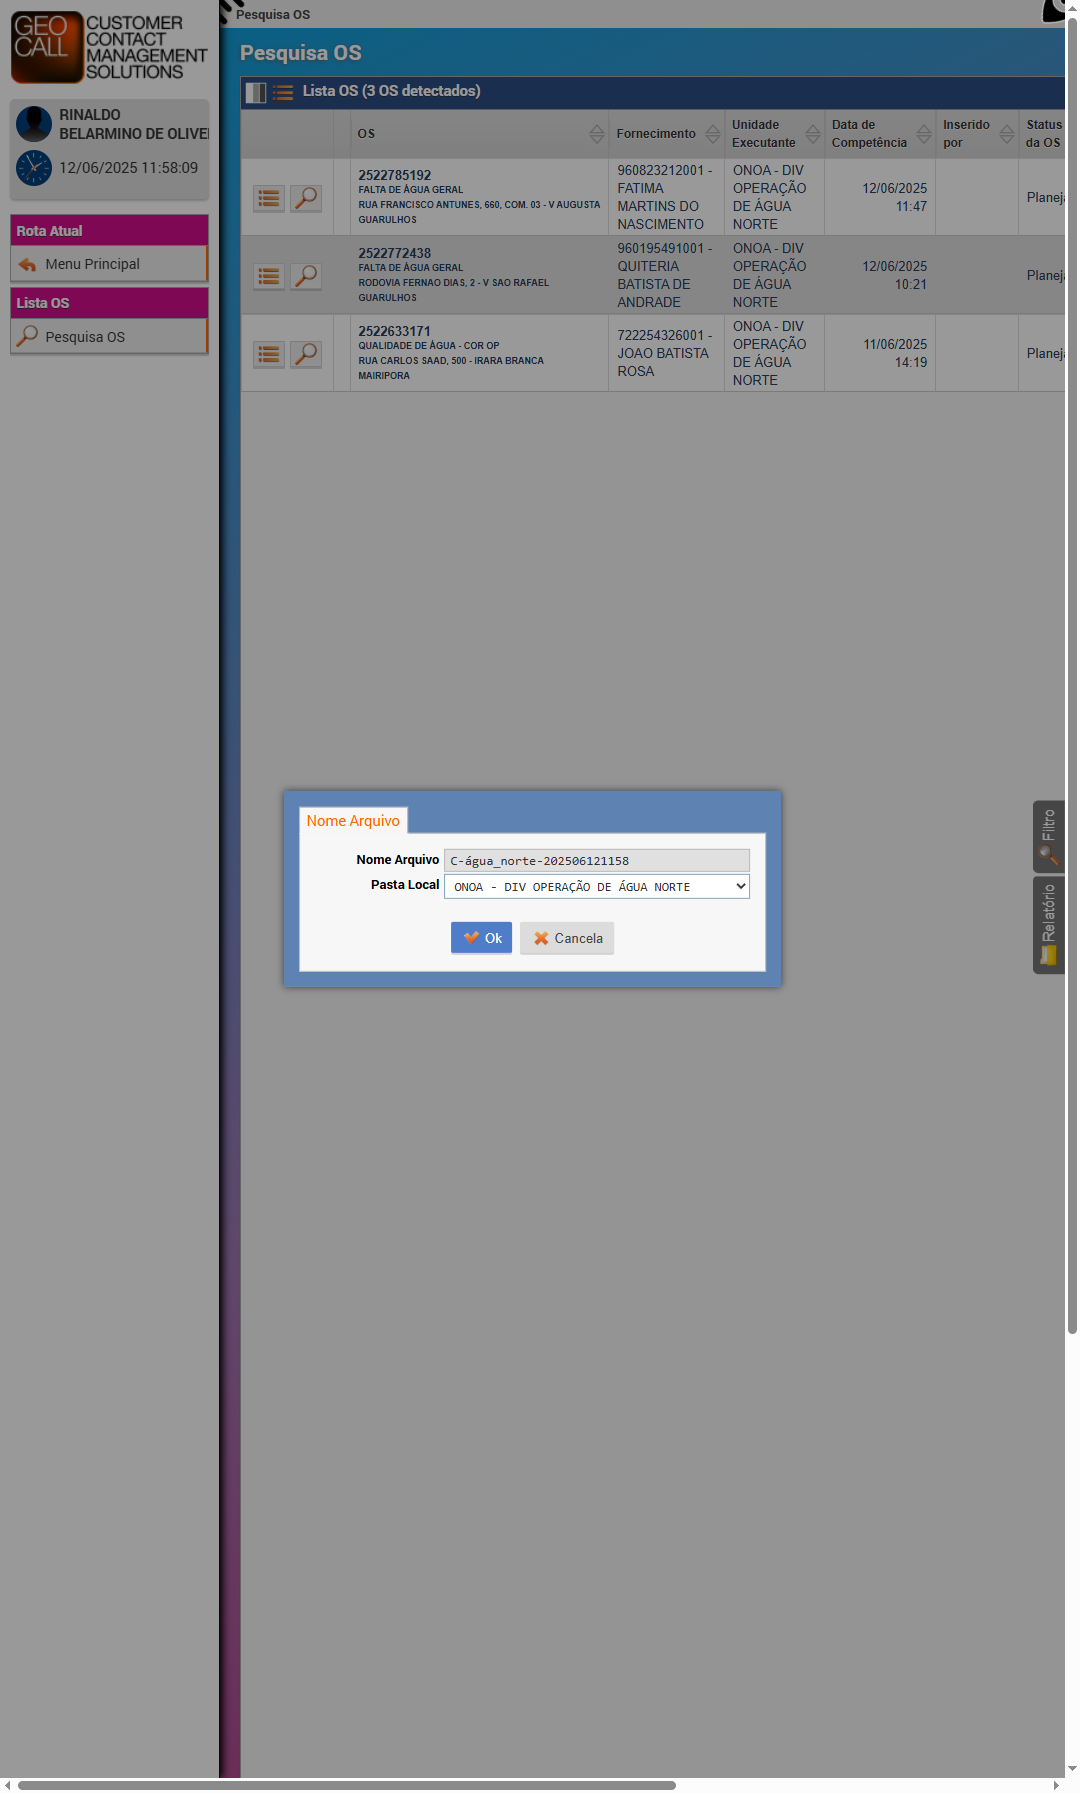 GEO
CALL
CUSTOMER
CONTACT
MANAGEMENT
SOLUTIONS
RINALDO
BELARMINO DE OLIVE
12/06/2025 11:58:09
Rota Atual
Menu Principal
Lista OS
Pesquisa OS
Pesquisa OS
Pesquisa OS
Lista OS (3 OS detectados)
OS
Fornecimento
Unidade
Executante
Data de
Competência
Inserido
por
Status
da OS
2522785192
FALTA DE ÁGUA GERAL
RUA FRANCISCO ANTUNES, 660, COM. 03 - V AUGUSTA
GUARULHOS
960823212001 -
FATIMA
MARTINS DO
NASCIMENTO
ONOA - DIV
OPERAÇÃO
DE ÁGUA
NORTE
12/06/2025
11:47
Planej
2522772438
FALTA DE ÁGUA GERAL
RODOVIA FERNAO DIAS, 2 - V SAO RAFAEL
GUARULHOS
960195491001 -
QUITERIA
BATISTA DE
ANDRADE
ONOA - DIV
OPERAÇÃO
DE ÁGUA
NORTE
12/06/2025
10:21
Planej
2522633171
QUALIDADE DE ÁGUA - COR OP
RUA CARLOS SAAD, 500 - IRARA BRANCA
MAIRIPORA
722254326001 -
JOAO BATISTA
ROSA
ONOA - DIV
OPERAÇÃO
DE ÁGUA
NORTE
11/06/2025
14:19
Planej
Nome Arquivo
Nome Arquivo C-água_norte-202506121158
Pasta Local ONOA - DIV OPERAÇÃO DE ÁGUA NORTE
Ok
Cancela
Filtro
Relatório